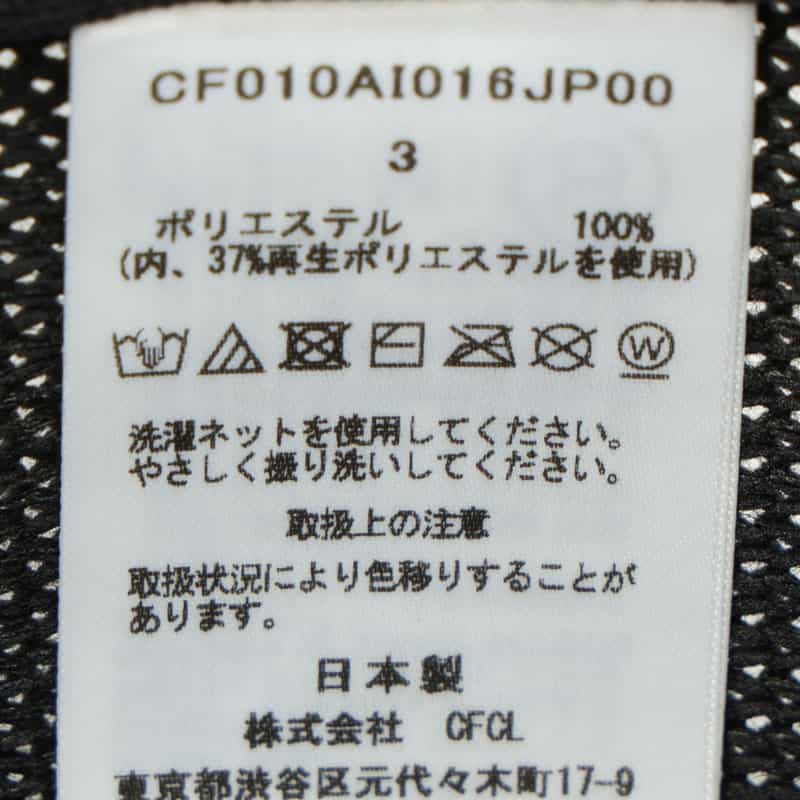 CF010AI016JP00
3
ポリエステル 100%
(内、37%再生ポリエステルを使用)
W
洗濯ネットを使用してください。
やさしく振り洗いしてください。
取扱上の注意
取扱状況により色移りすることが
あります。
日本製
株式会社 CFCL
東京都渋谷区元代々木町17-9